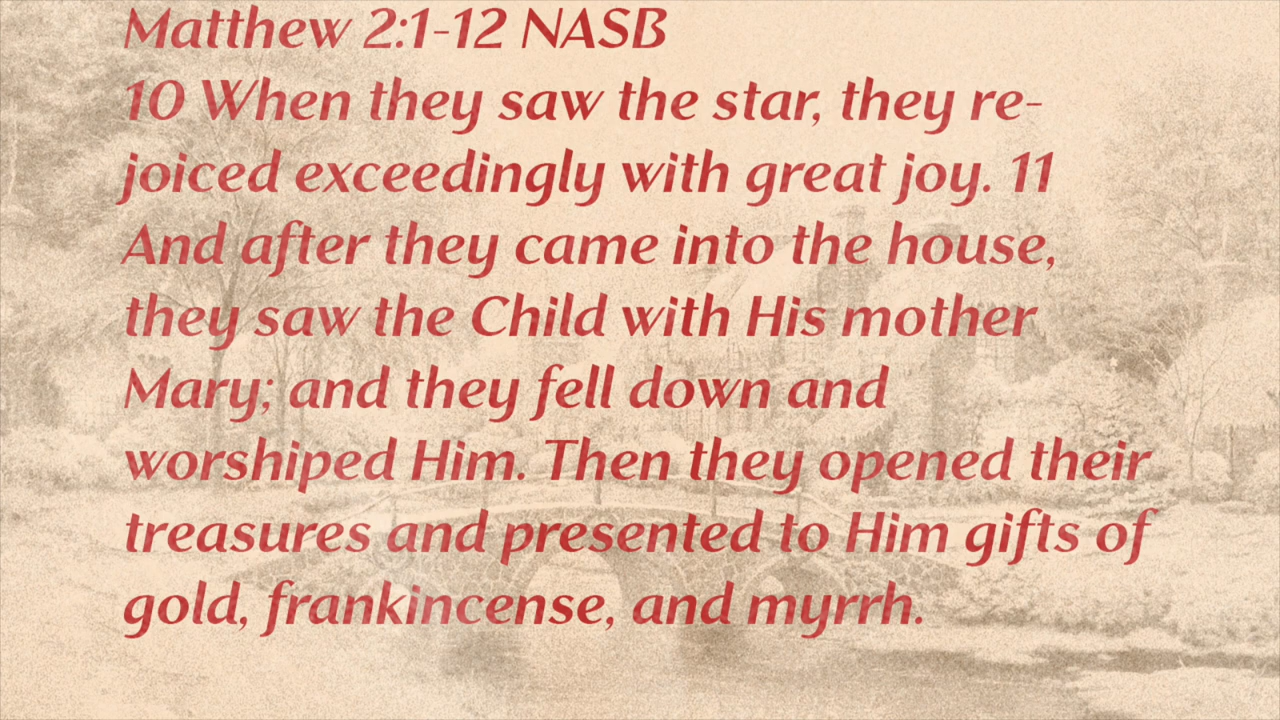 Matthew 2:1-12 NASB
10 When they saw the star, they re-
joiced exceedingly with great joy. 11
And after they came into the house,
they saw the Child with His mother
Mary; and they fell down and
worshiped Him. Then they opened their
treasures and presented to Him gifts of
gold, frankincense, and myrrh.